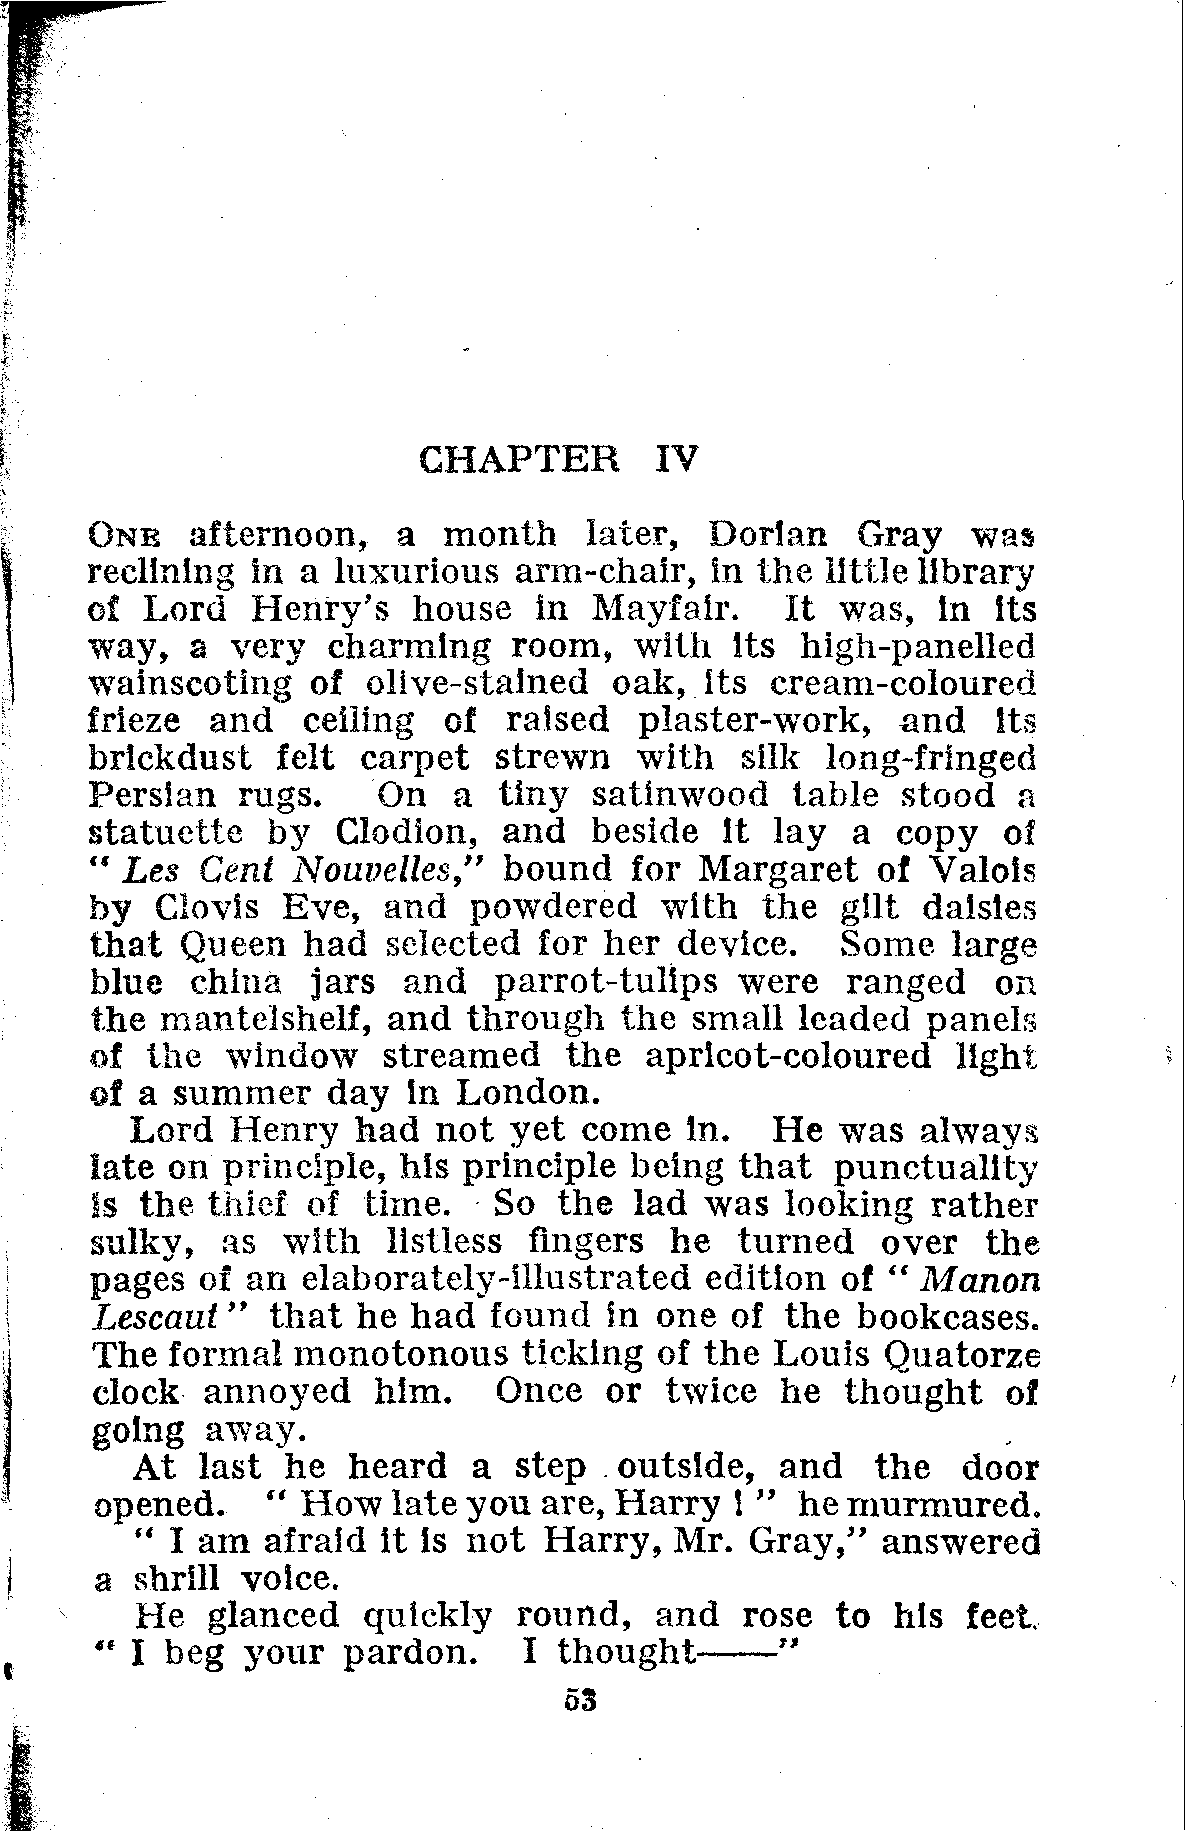 CHAPTER IV
ONE afternoon, a month later, Dorian Gray was
reclining in a luxurious arm-chair, in the little library
of Lord Henry's house in Mayfair. It was, in its
way, a very charming room, with its high-panelled
wainscoting of olive-stained oak, its cream-coloured
frieze and ceiling of raised plaster-work, and its
brickdust felt carpet strewn with silk long-fringed
Persian rugs. On a tiny satinwood table stood a
statuette by Clodion, and beside it lay a copy of
“ Les Cent Nouvelles,” bound for Margaret of Valois
by Clovis Eve, and powdered with the gilt daisies
that Queen had selected for her device. Some large
blue china jars and parrot-tulips were ranged on
the mantelshelf, and through the small leaded panels
of the window streamed the apricot-coloured light
of a summer day in London.
Lord Henry had not yet come in. He was always
late on principle, his principle being that punctuality
is the thief of time. So the lad was looking rather
sulky, as with listless fingers he turned over the
pages of an elaborately-illustrated edition of “ Manon
Lescaut ” that he had found in one of the bookcases.
The formal monotonous ticking of the Louis Quatorze
clock annoyed him. Once or twice he thought of
going away.
At last he heard a step outside, and the door
opened. “ How late you are, Harry ! ” he murmured.
“ I am afraid it is not Harry, Mr. Gray,” answered
a shrill voice.
He glanced quickly round, and rose to his feet.
“ I beg your pardon. I thought——”
53